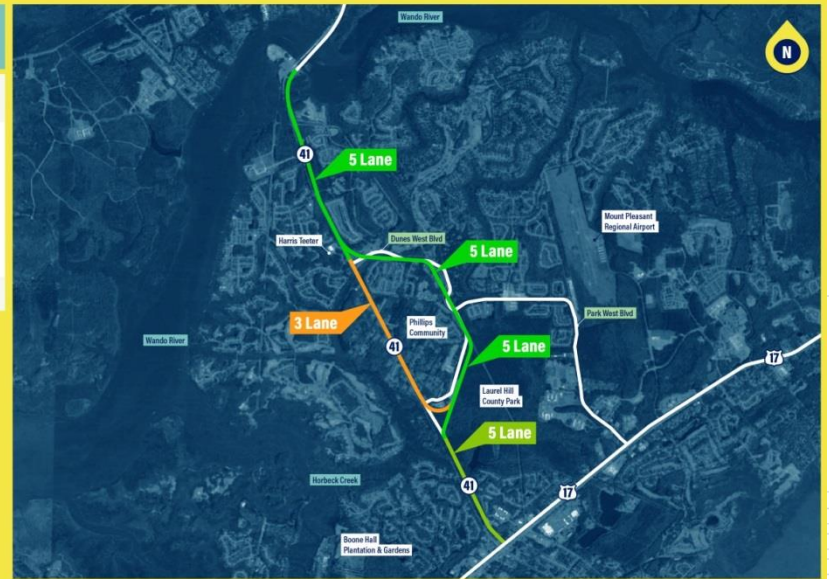 Wando River
N
41
5 Lane
Mount Pleasant
Regional Airport
Harris Teeter
Dunes West Blvd
5 Lane
3 Lane
Phillips
Community
Park West Blvd
41
Wando River
5 Lane
17
Laurel Hill
County Park
5 Lane
Horbeck Creek
41
17
Boone Hall
Plantation & Gardens